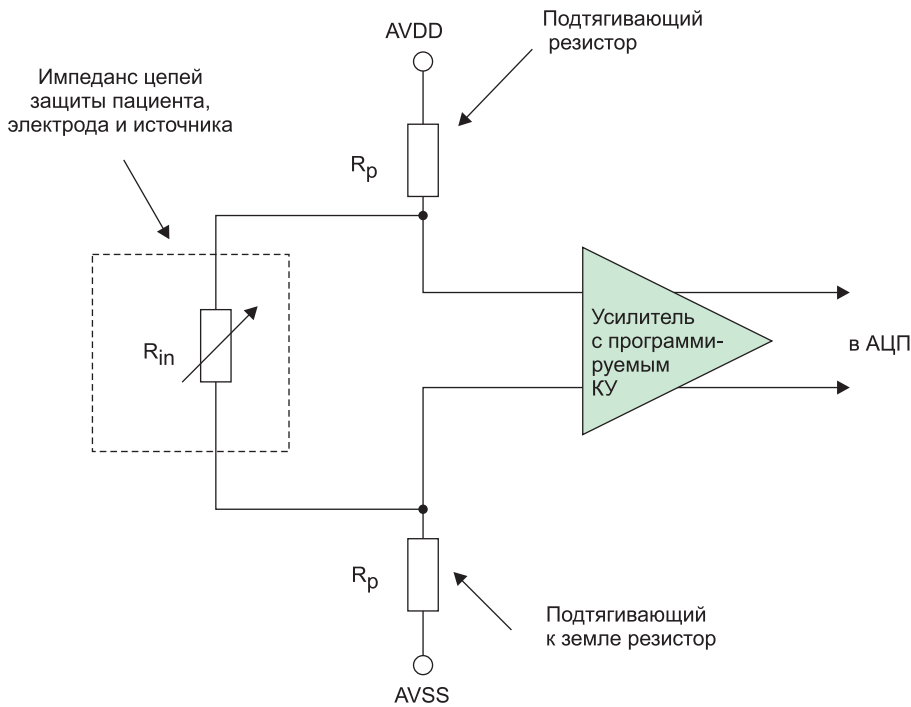 AVDD
Подтягивающий
резистор
Импеданс цепей
защиты пациента,
электрода и источника
Rp
Rin
Усилитель
с программи-
руемым
КУ
в АЦП
Rp
Подтягивающий
к земле резистор
AVSS